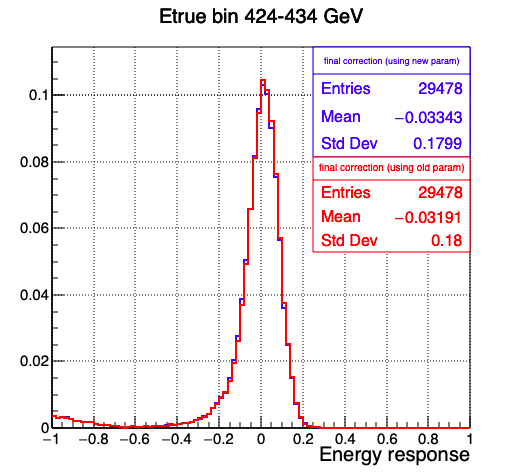 Etrue bin 424-434 GeV
final correction (using new param)
Entries 29478
Mean −0.03343
Std Dev 0.1799
final correction (using old param)
Entries 29478
Mean −0.03191
Std Dev 0.18
0.1
0.08
0.06
0.04
0.02
0
−1 −0.8 −0.6 −0.4 −0.2 0 0.2 0.4 0.6 0.8 1
Energy response